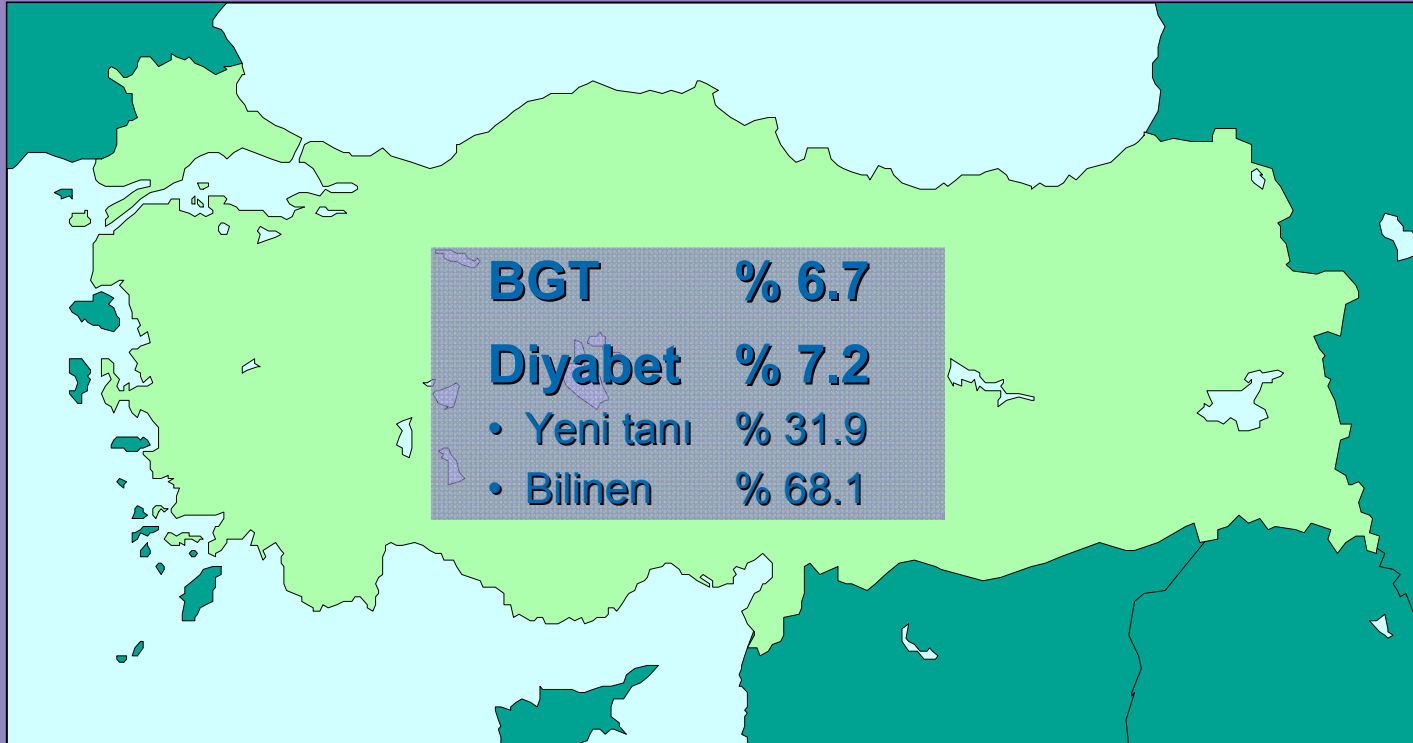 BGT % 6.7
Diyabet % 7.2
• Yeni tanı % 31.9
• Bilinen % 68.1